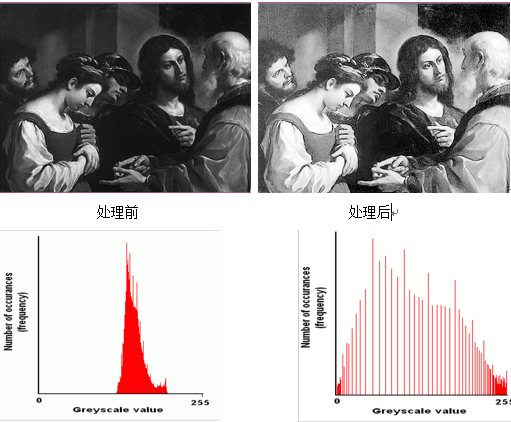 处理前
处理后
Number of occurances
(frequency)
0
255
Greyscale value
Number of occurances
(frequency)
0
255
Greyscale value